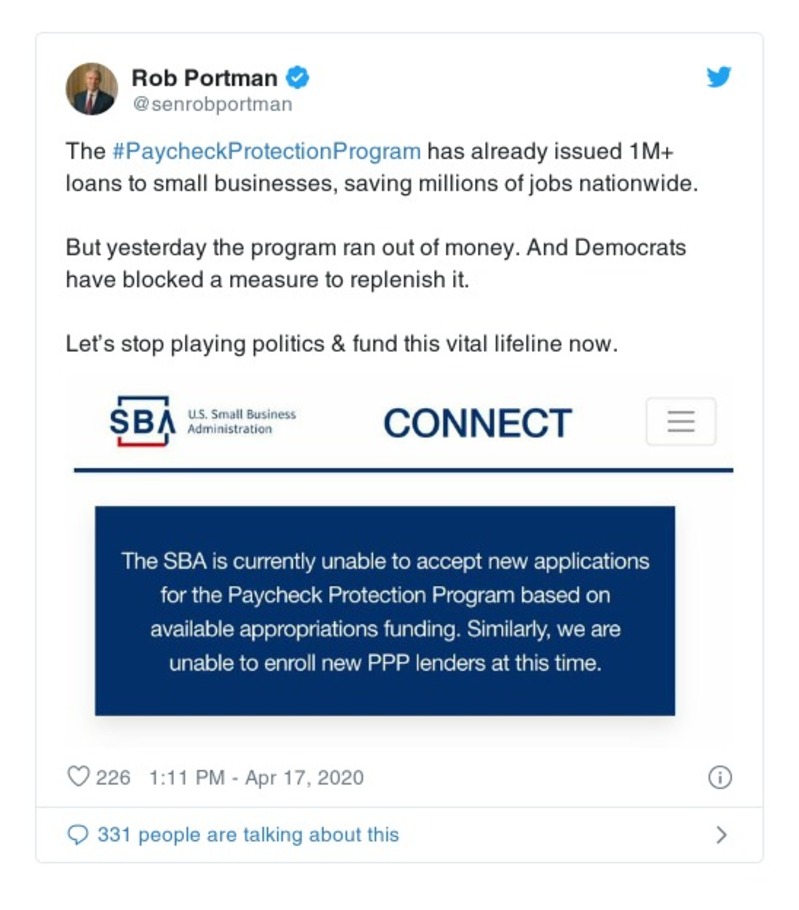 Rob Portman
@senrobportman
The #PaycheckProtectionProgram has already issued 1M+
loans to small businesses, saving millions of jobs nationwide.
But yesterday the program ran out of money. And Democrats
have blocked a measure to replenish it.
Let's stop playing politics & fund this vital lifeline now.
SBA
U.S. Small Business
Administration
CONNECT
The SBA is currently unable to accept new applications
for the Paycheck Protection Program based on
available appropriations funding. Similarly, we are
unable to enroll new PPP lenders at this time.
226 1:11 PM - Apr 17, 2020
331 people are talking about this